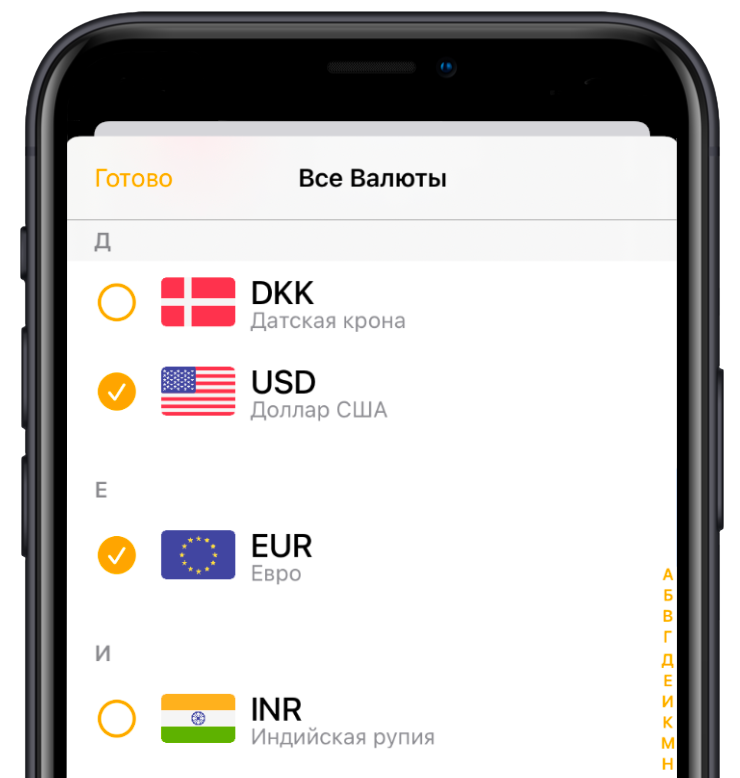 Готово
Все Валюты
Д
DKK
Датская крона
USD
Доллар США
Е
EUR
Евро
И
INR
Индийская рупия
А
Б
В
Г
Д
Е
И
К
М
Н